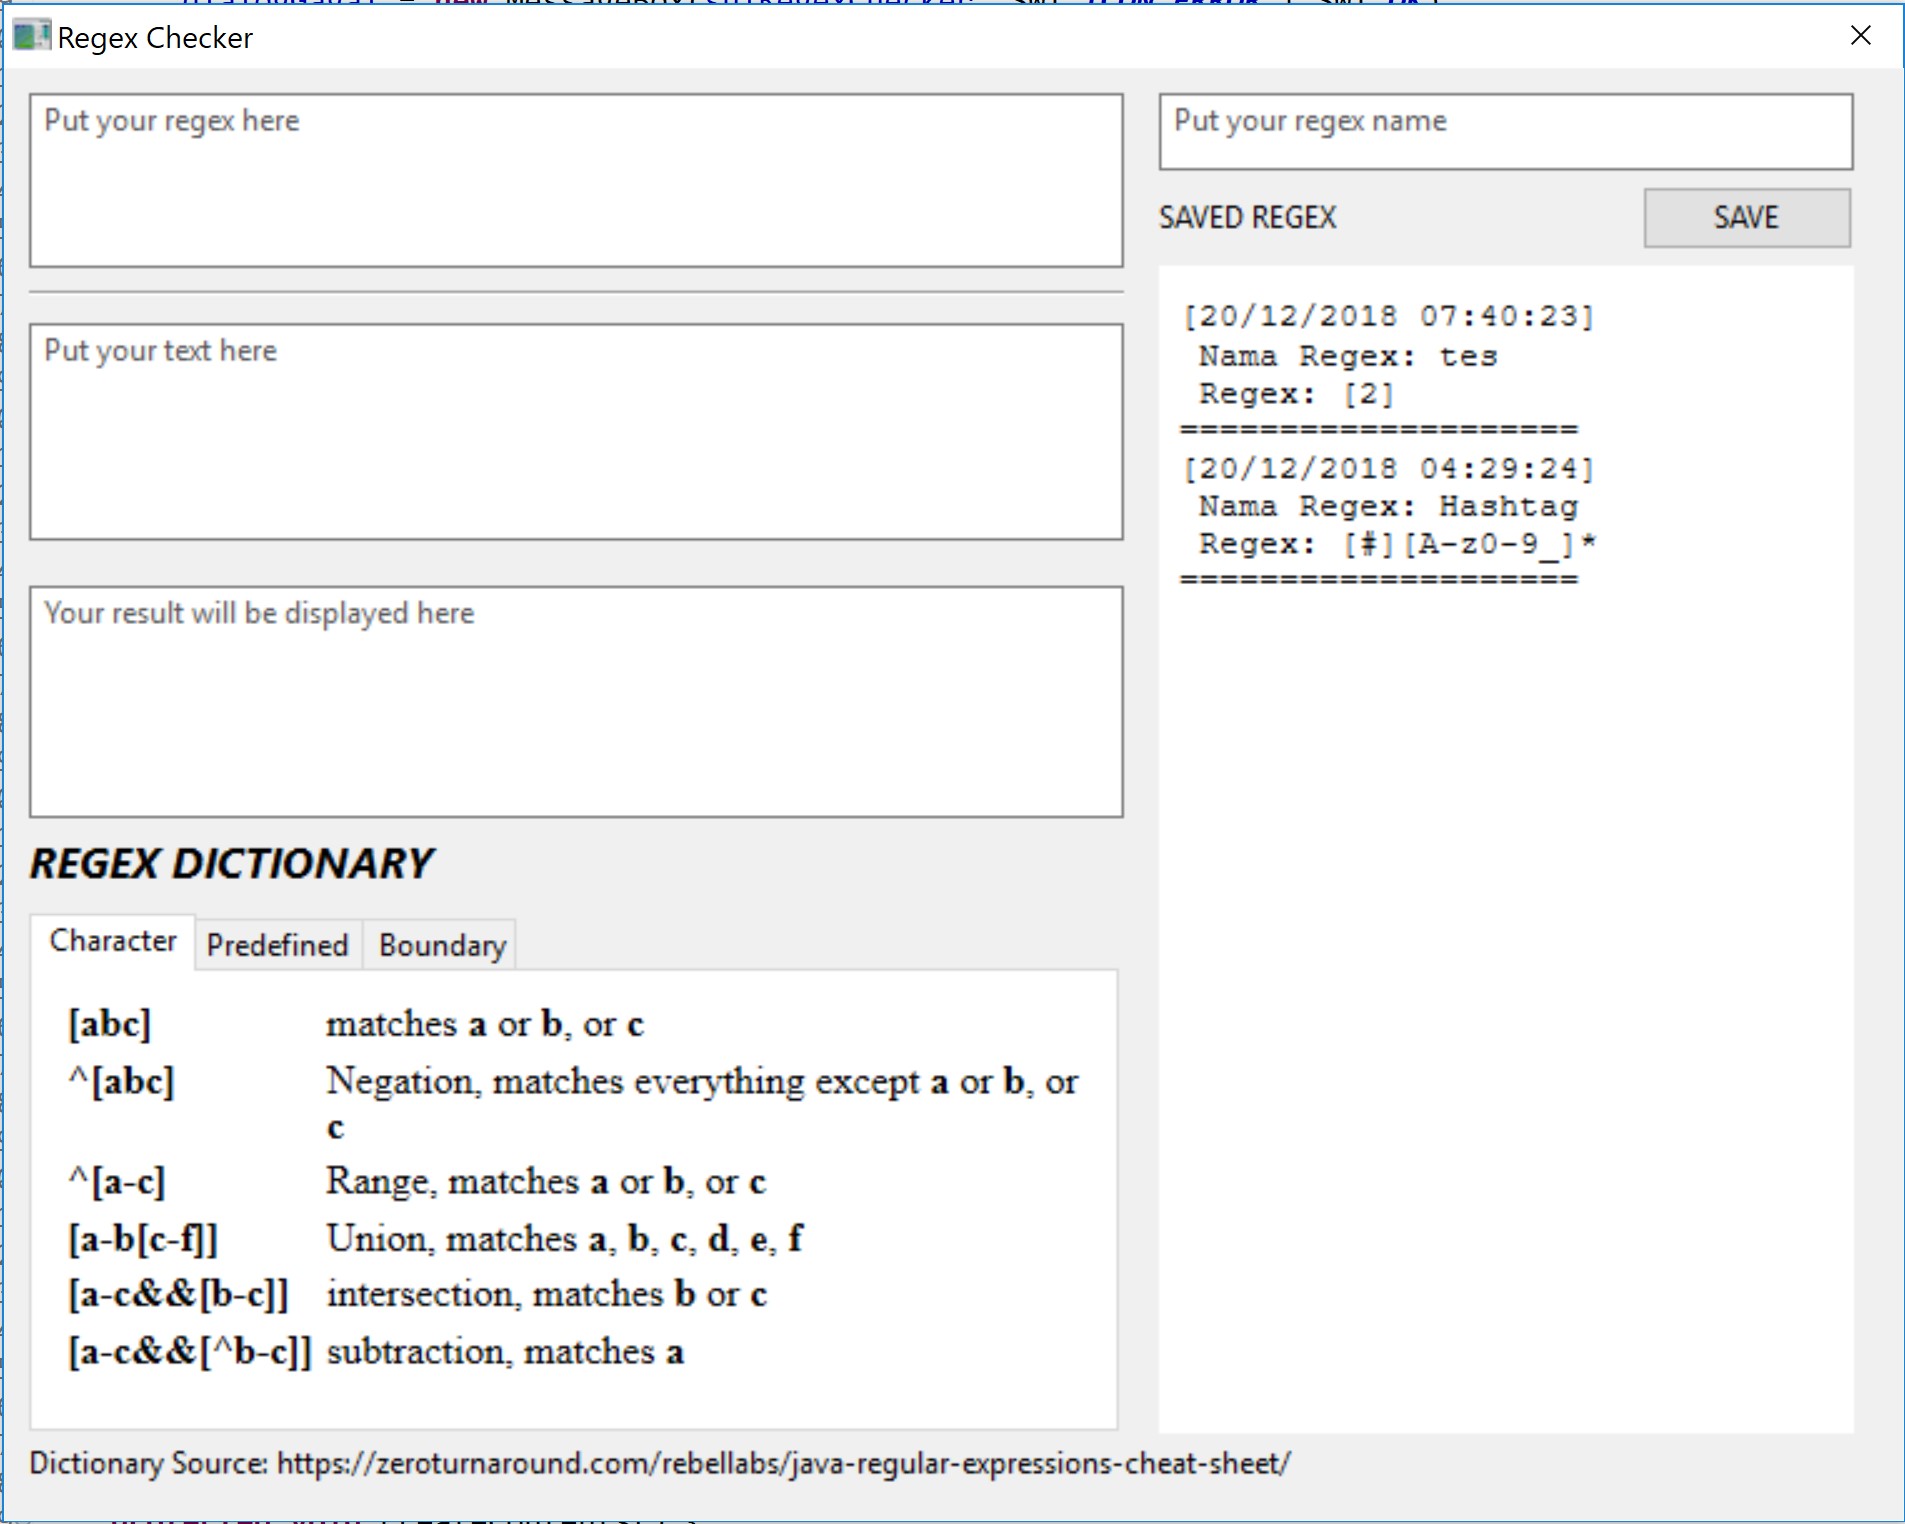 Regex Checker
Put your regex here
Put your regex name
SAVED REGEX
SAVE
Put your text here
Your result will be displayed here
[20/12/2018 07:40:23]
Nama Regex: tes
Regex: [2]
====================
[20/12/2018 04:29:24]
Nama Regex: Hashtag
Regex: [#][A-z0-9_]*
====================
REGEX DICTIONARY
Character Predefined Boundary
[abc] matches a or b, or c
^[abc] Negation, matches everything except a or b, or
c
^[a-c] Range, matches a or b, or c
[a-b[c-f]] Union, matches a, b, c, d, e, f
[a-c&&[b-c]] intersection, matches b or c
[a-c&&[^b-c]] subtraction, matches a
Dictionary Source: https://zeroturnaround.com/rebellabs/java-regular-expressions-cheat-sheet/